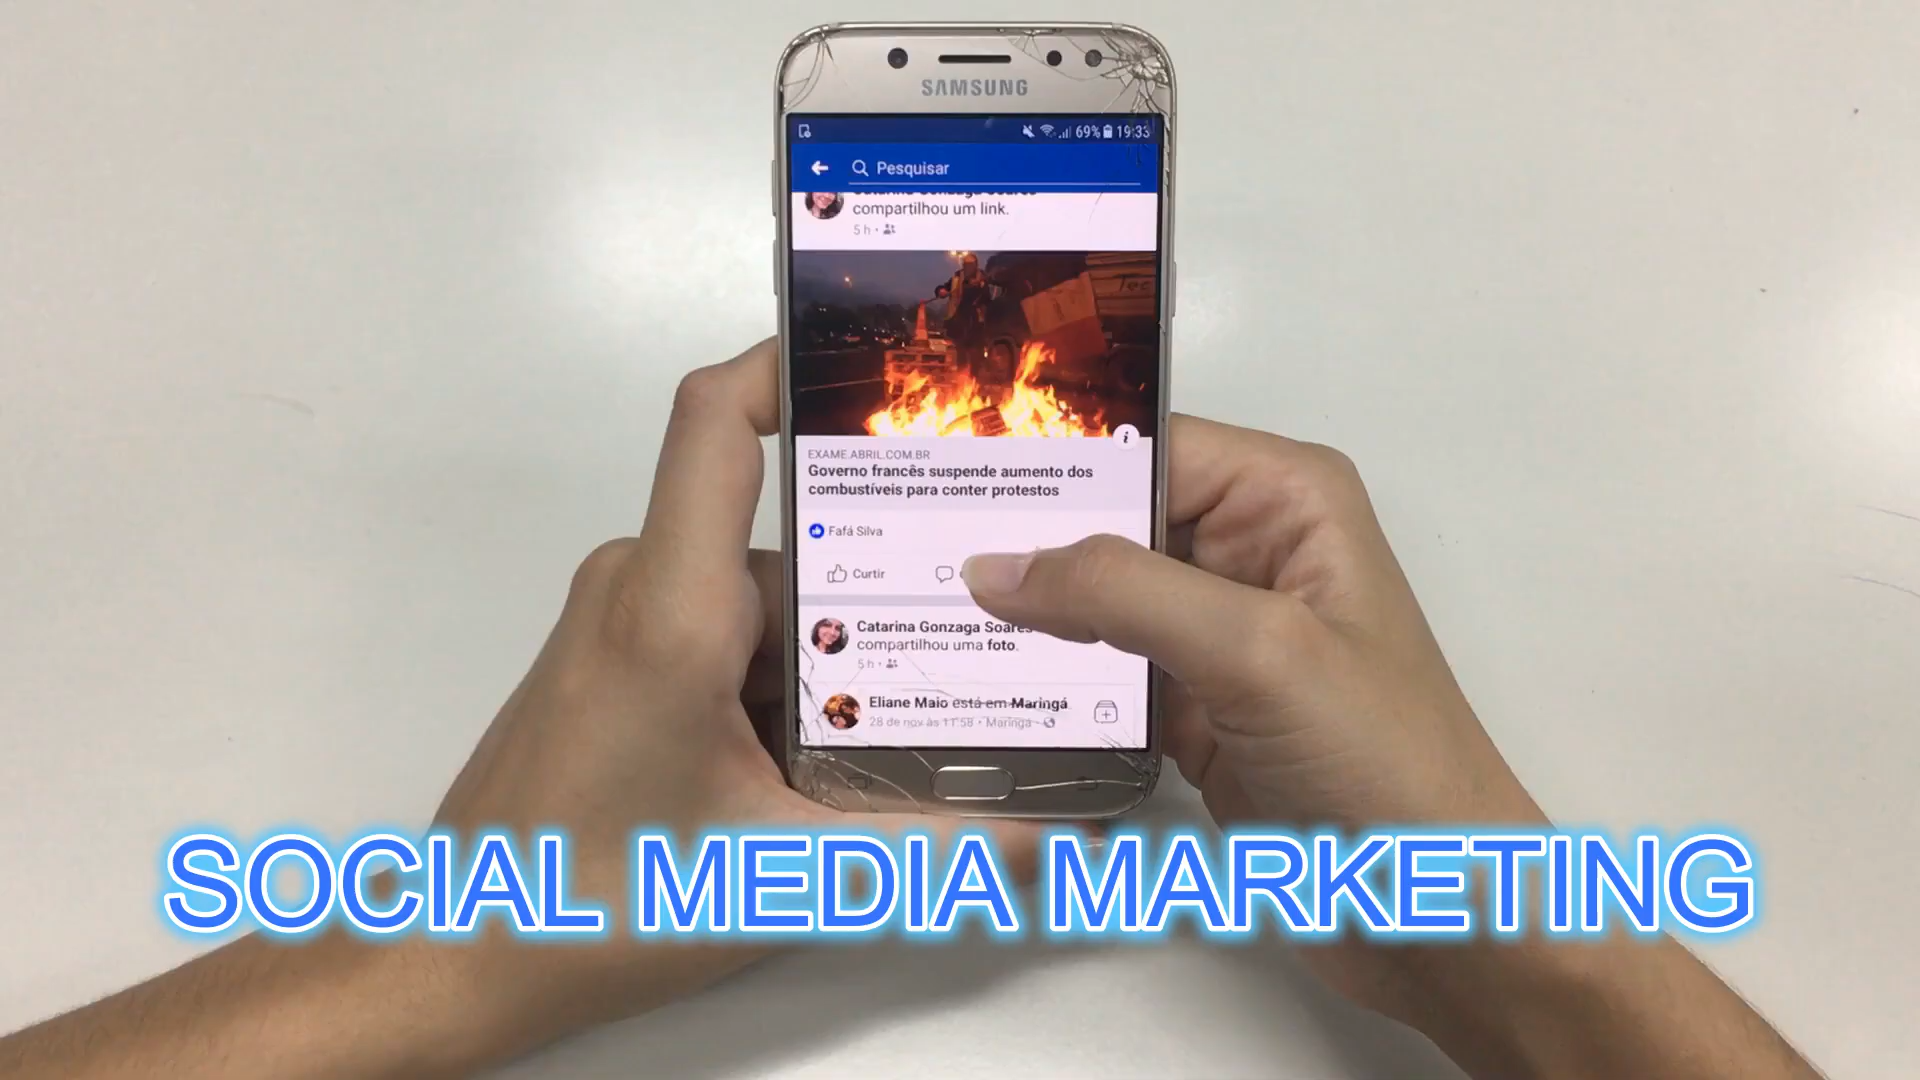 SAMSUNG
69% 19:33
Pesquisar
compartilhou um link.
5 h
Tec
EXAME.ABRIL.COM.BR
Governo francês suspende aumento dos
combustíveis para conter protestos
Fafá Silva
Curtir
Catarina Gonzaga Soares
compartilhou uma foto.
5 h
Eliane Maio está em Maringá
28 de nov às 11:58 • Maringá
SOCIAL MEDIA MARKETING